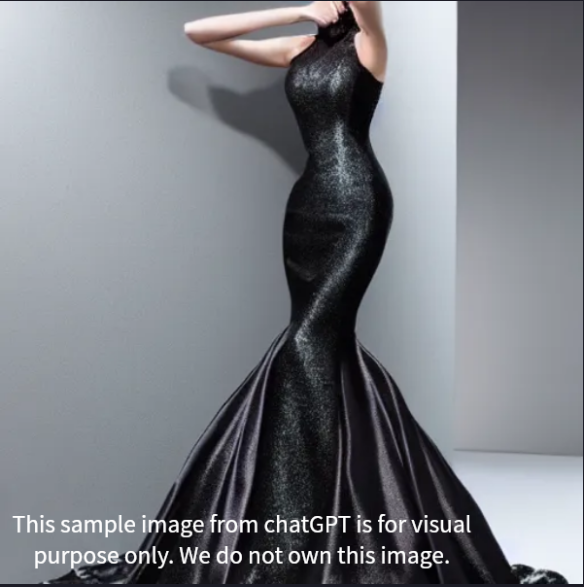 This sample image from chatGPT is for visual
purpose only. We do not own this image.